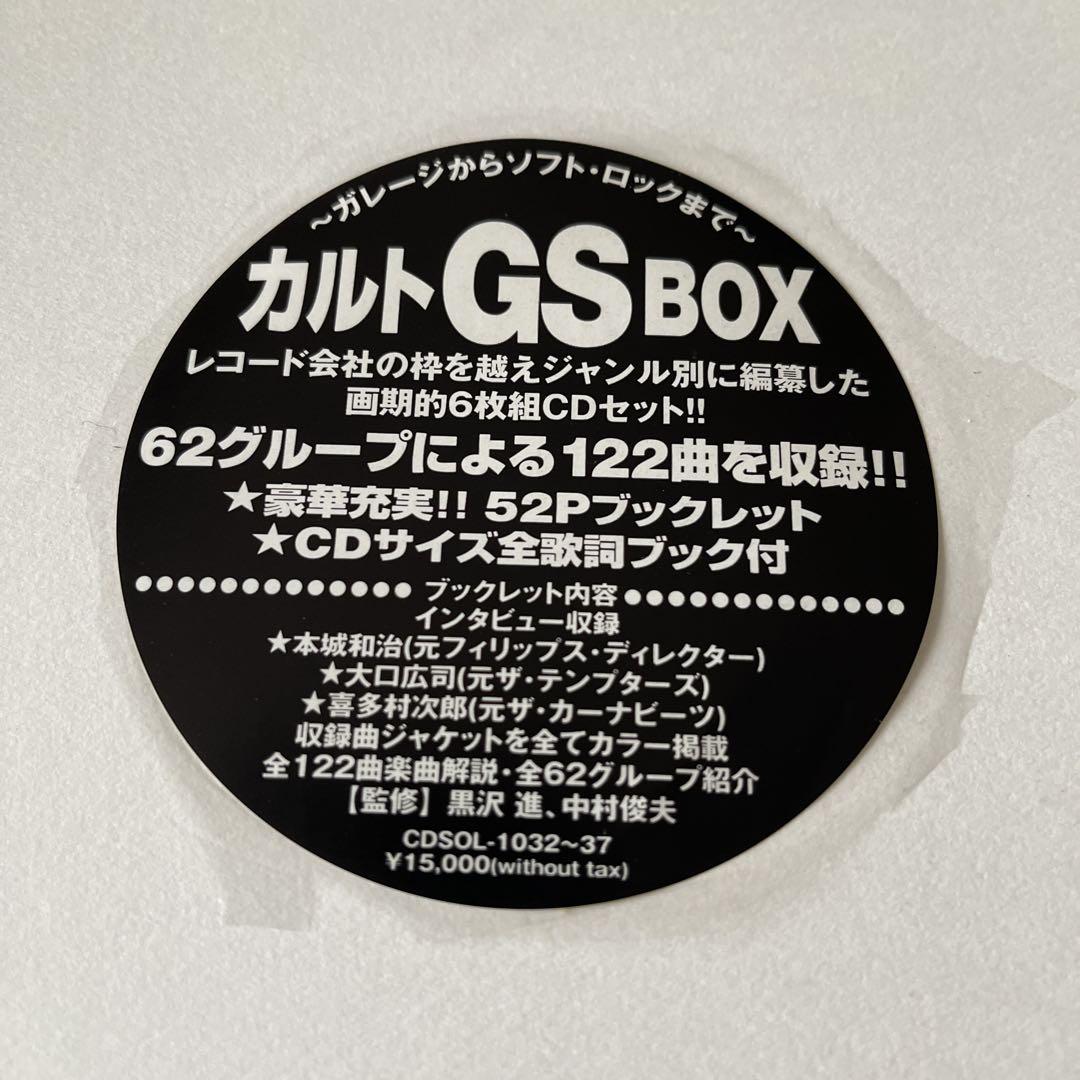 ～ガレージからソフト・ロックまで～
カルトGS BOX
レコード会社の枠を越えジャンル別に編纂した
画期的6枚組CDセット!!
62グループによる122曲を収録!!
★豪華充実!! 52Pブックレット
★CDサイズ全歌詞ブック付
●●●●●●●●●●●●● ブックレット内容 ●●●●●●●●●●●●●
インタビュー収録
★本城和治(元フィリップス・ディレクター)
★大口広司(元ザ・テンプターズ)
★喜多村次郎(元ザ・カーナビーツ)
収録曲ジャケットを全てカラー掲載
全122曲楽曲解説・全62グループ紹介
【監修】 黒沢 進、中村俊夫
CDSOL-1032～37
¥15,000(without tax)